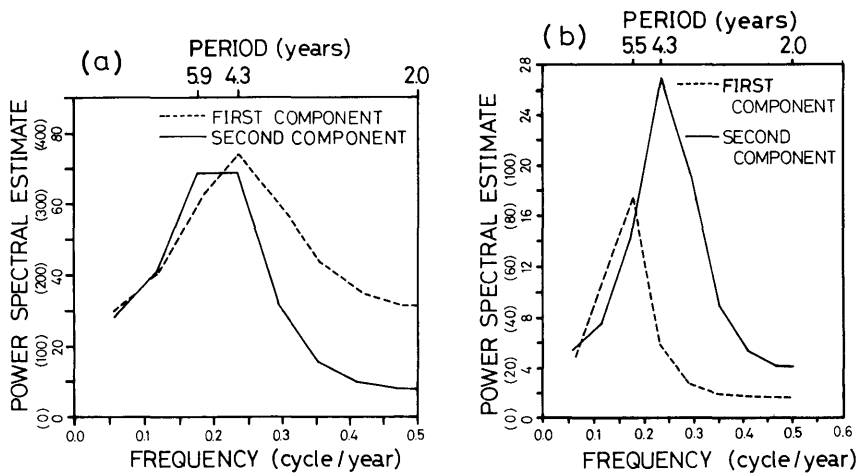 (a)
PERIOD (years)
5.9 4.3 2.0
FIRST COMPONENT
SECOND COMPONENT
POWER SPECTRAL ESTIMATE
(0) (100) (200) (300) (400)
0 20 40 60 80
0.0 0.1 0.2 0.3 0.4 0.5
FREQUENCY (cycle/year)
(b)
PERIOD (years)
5.5 4.3 2.0
FIRST
COMPONENT
SECOND
COMPONENT
POWER SPECTRAL ESTIMATE
(0) (20) (40) (60) (80) (100)
0 4 8 12 16 20 24 28
0.0 0.1 0.2 0.3 0.4 0.5 0.6
FREQUENCY (cycle/year)